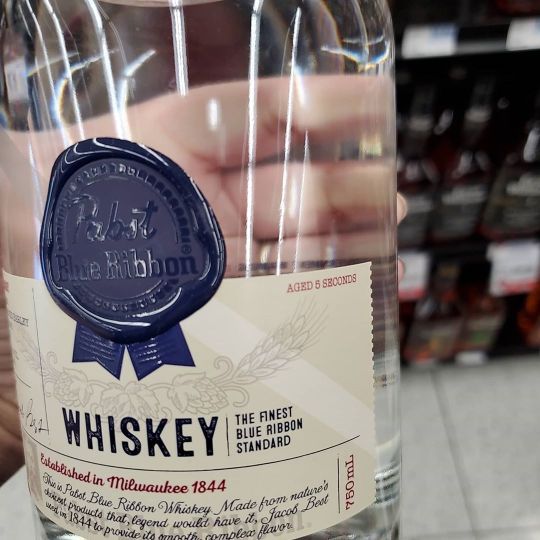 Pabst
Blue Ribbon®
AGED 5 SECONDS
WHISKEY
THE FINEST
BLUE RIBBON
STANDARD
Established in Milwaukee 1844
This is Pabst Blue Ribbon Whiskey. Made from nature's
choicest products that, legend would have it, Jacob Best
used in 1844 to provide its smooth, complex flavor.
750mL